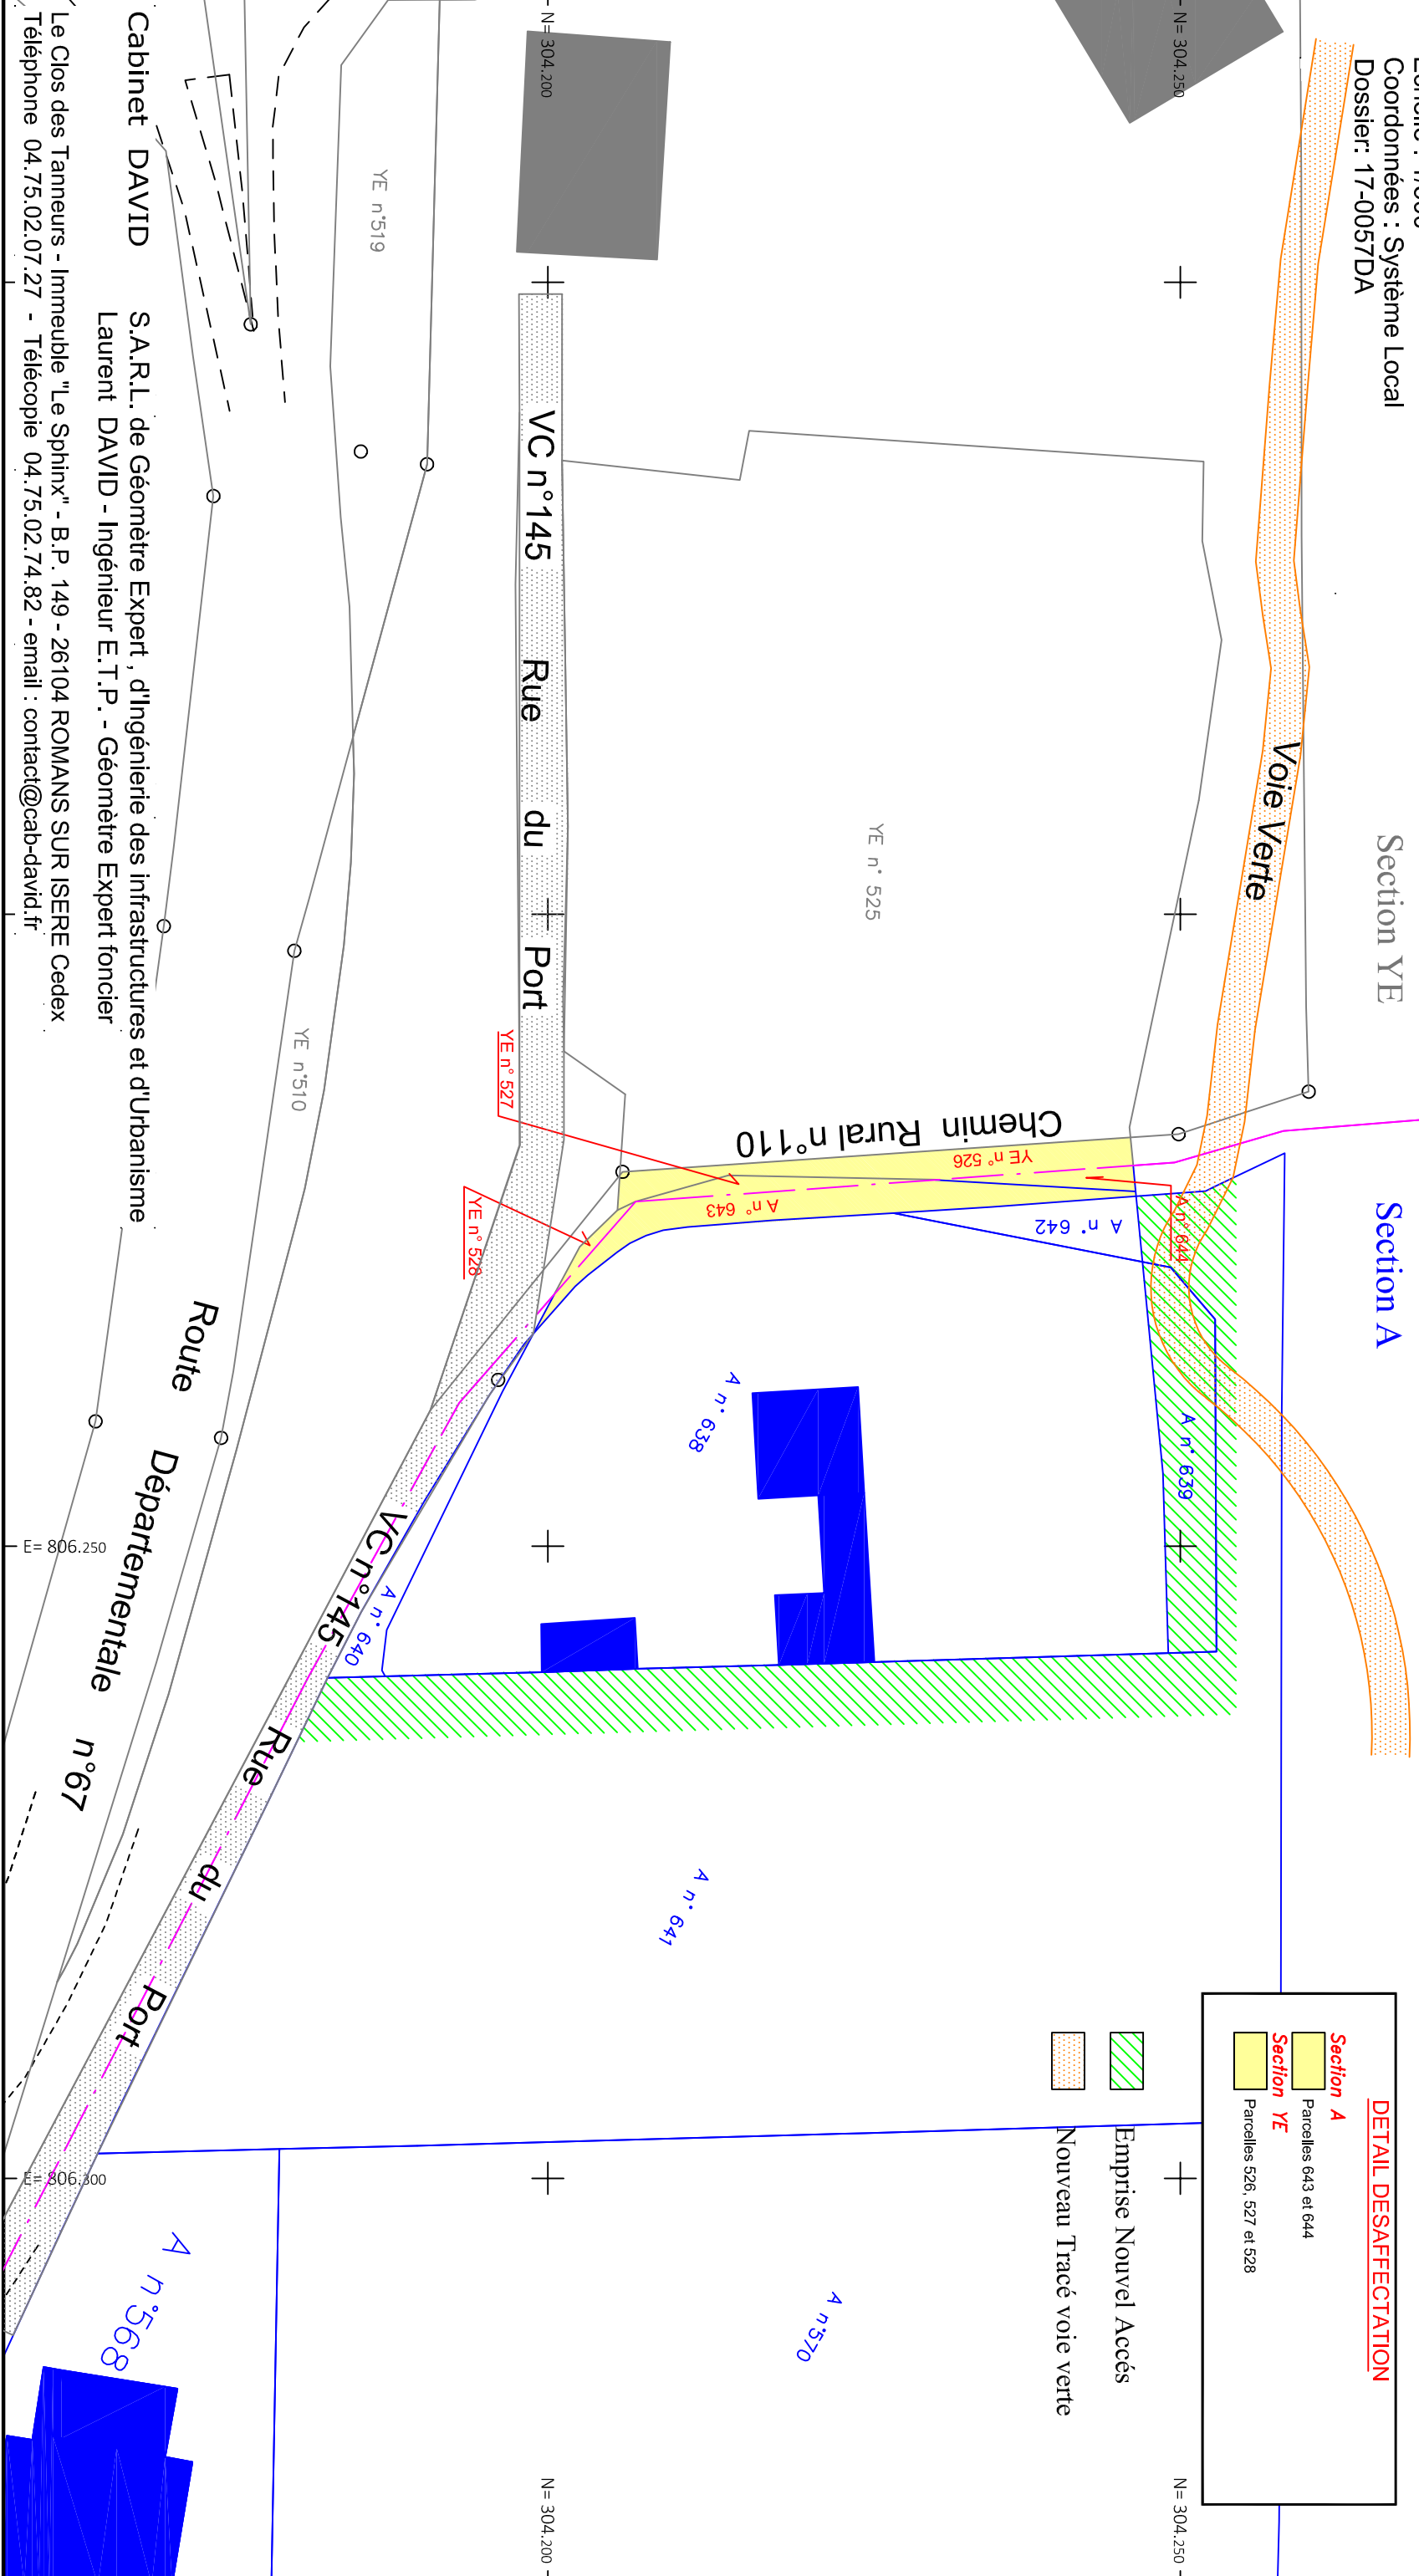 Coordonnées : Système Local
Dossier: 17-0057DA
Section YE
Section A
DETAIL DESAFFECTATION
Section A
Parcelles 643 et 644
Section YE
Parcelles 526, 527 et 528
Emprise Nouvel Accés
Nouveau Tracé voie verte
N= 304.250
N= 304.250
N= 304.200
N= 304.200
E= 806.250
E= 806.300
Voie Verte
YE n° 525
Chemin Rural n°110
YE n° 526
A n° 643
A n° 644
A n° 642
A n° 639
A n° 638
A n° 640
A n° 641
A n°570
A n°568
YE n° 527
YE n° 528
VC n°145 Rue du Port
VC n°145 Rue du Port
YE n°519
YE n°510
Route Départementale n°67
Cabinet DAVID
S.A.R.L. de Géomètre Expert , d'Ingénierie des infrastructures et d'Urbanisme
Laurent DAVID - Ingénieur E.T.P. - Géomètre Expert foncier
Le Clos des Tanneurs - Immeuble "Le Sphinx" - B.P. 149 - 26104 ROMANS SUR ISERE Cedex
Téléphone 04.75.02.07.27 - Télécopie 04.75.02.74.82 - email : contact@cab-david.fr